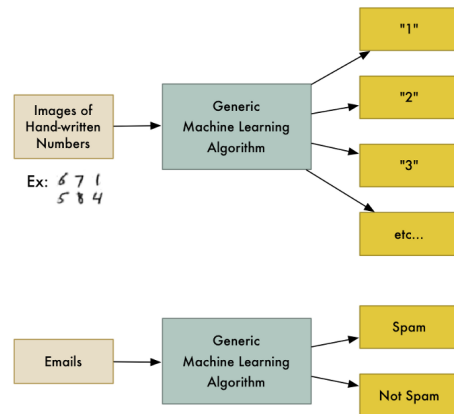 Images of
Hand-written
Numbers
Ex: 6 7 1
5 8 4
Generic
Machine Learning
Algorithm
"1"
"2"
"3"
etc...
Emails
Generic
Machine Learning
Algorithm
Spam
Not Spam